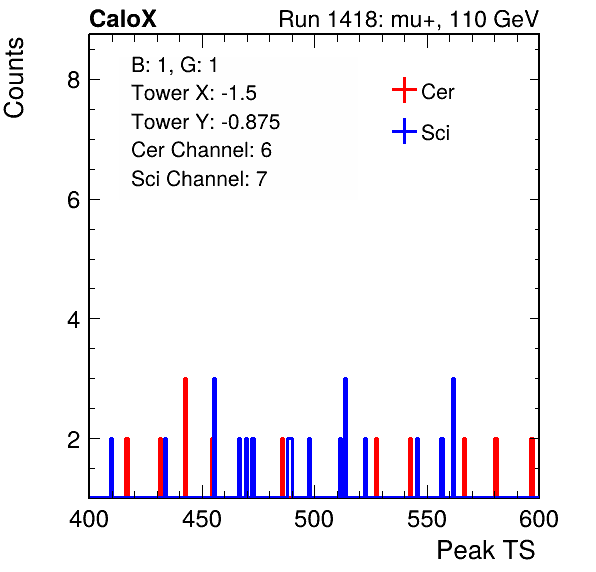 CaloX Run 1418: mu+, 110 GeV
Counts
B: 1, G: 1
Tower X: -1.5
Tower Y: -0.875
Cer Channel: 6
Sci Channel: 7
Cer
Sci
8
6
4
2
400 450 500 550 600
Peak TS